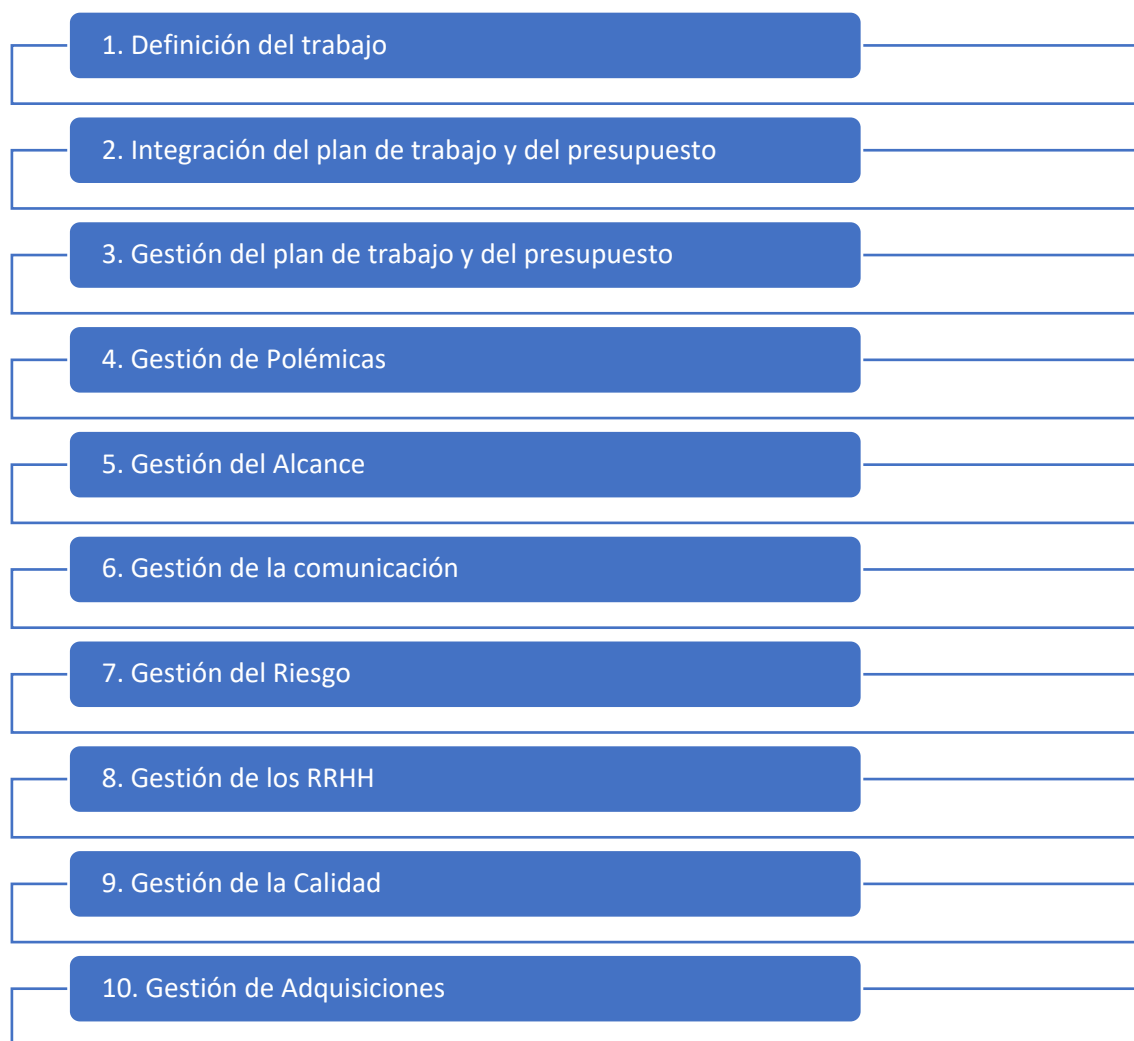 1. Definición del trabajo
2. Integración del plan de trabajo y del presupuesto
3. Gestión del plan de trabajo y del presupuesto
4. Gestión de Polémicas
5. Gestión del Alcance
6. Gestión de la comunicación
7. Gestión del Riesgo
8. Gestión de los RRHH
9. Gestión de la Calidad
10. Gestión de Adquisiciones